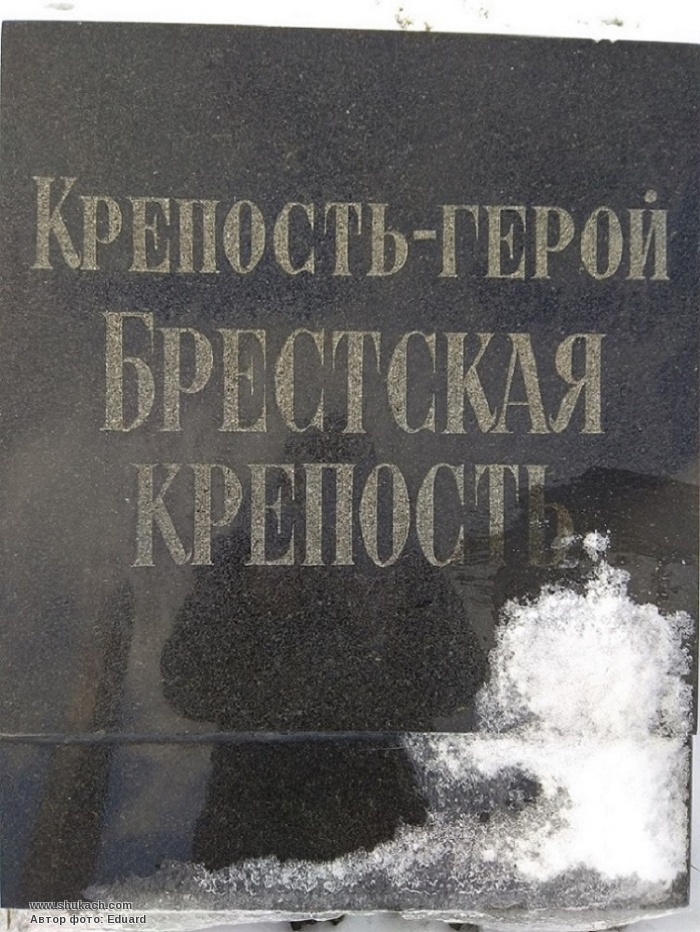 Крепость-герой
Брестская
крепость
www.shukach.com
Автор фото: Eduard